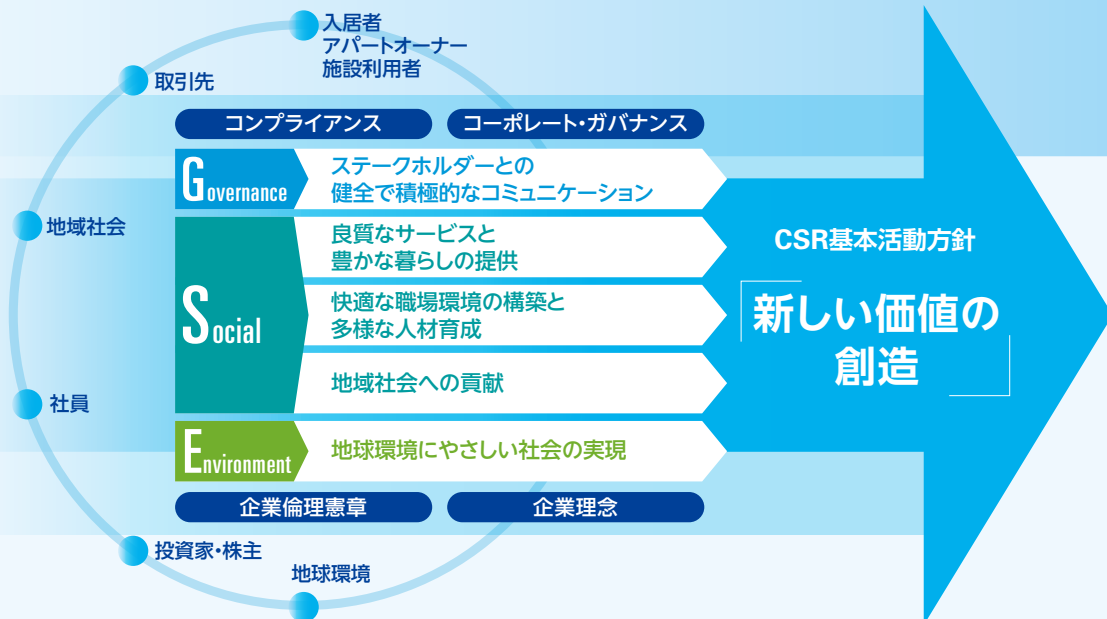 入居者
アパートオーナー
施設利用者
取引先
コンプライアンス
コーポレート・ガバナンス
Governance
ステークホルダーとの
健全で積極的なコミュニケーション
地域社会
Social
良質なサービスと
豊かな暮らしの提供
快適な職場環境の構築と
多様な人材育成
地域社会への貢献
社員
Environment
地球環境にやさしい社会の実現
企業倫理憲章
企業理念
投資家・株主
地球環境
CSR基本活動方針
「新しい価値の
創造」